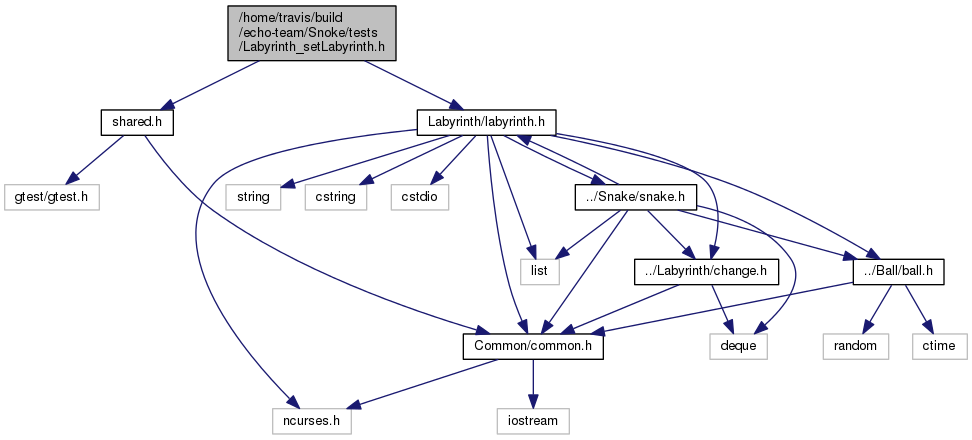 /home/travis/build
/echo-team/Snoke/tests
/Labyrinth_setLabyrinth.h
shared.h
Labyrinth/labyrinth.h
gtest/gtest.h
string
cstring
cstdio
../Snake/snake.h
list
../Labyrinth/change.h
../Ball/ball.h
Common/common.h
deque
random
ctime
ncurses.h
iostream